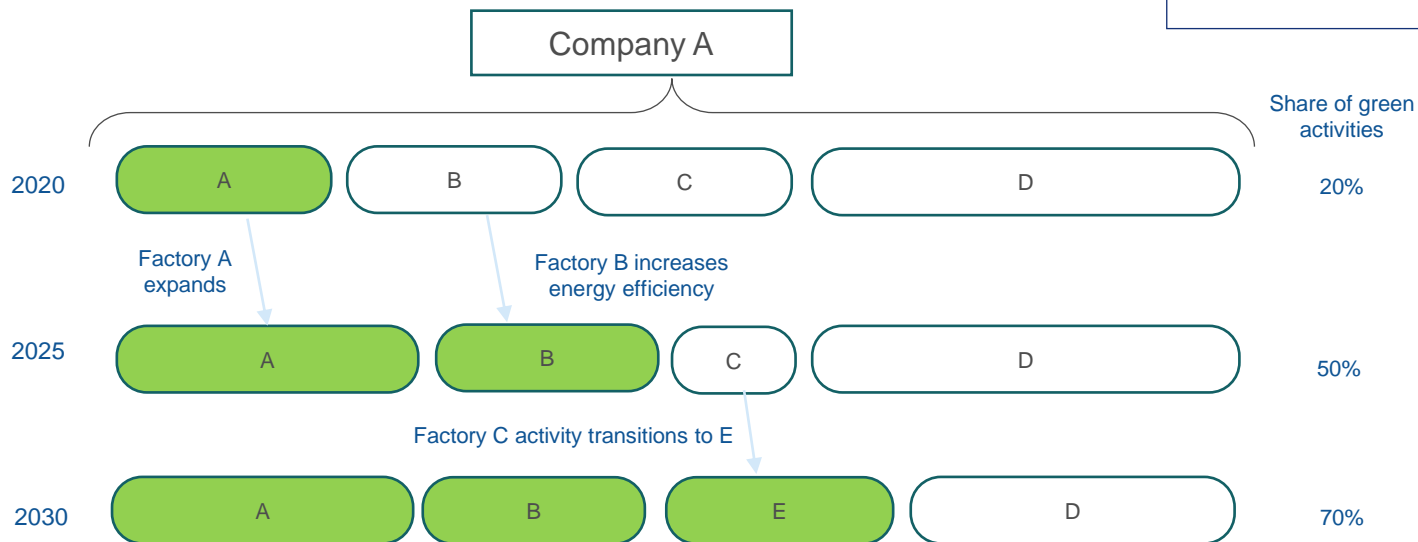 Company A
Share of green
activities
2020
A
B
C
D
20%
Factory A
expands
Factory B increases
energy efficiency
2025
A
B
C
D
50%
Factory C activity transitions to E
2030
A
B
E
D
70%